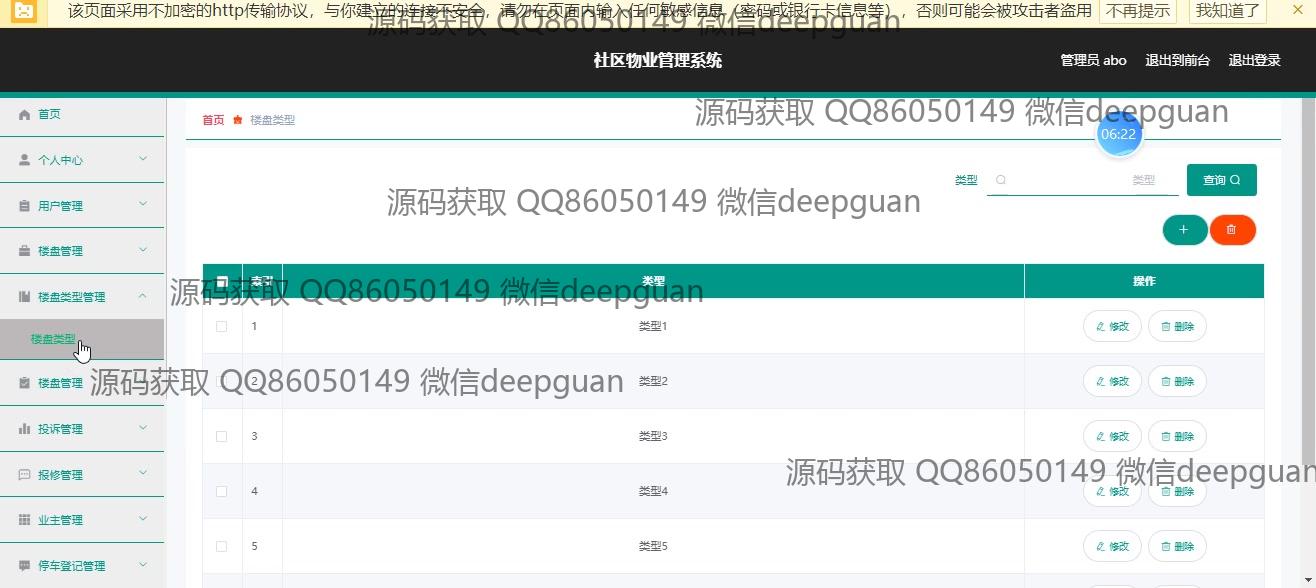 该页面采用不加密的http传输协议，与你建立的连接不安全，请勿在页面内输入任何敏感信息（密码或银行卡信息等），否则可能会被攻击者盗用 不再提示 我知道了
源码获取 QQ86050149 微信deepguan
社区物业管理系统 管理员 abo 退出到前台 退出登录
首页
首页 楼盘类型
源码获取 QQ86050149 微信deepguan
06:22
个人中心
类型 类型 查询
用户管理
源码获取 QQ86050149 微信deepguan
楼盘管理
索引 类型 操作
楼盘类型管理
源码获取 QQ86050149 微信deepguan
1 类型1 修改 删除
楼盘类型
2 类型2 修改 删除
楼盘管理
源码获取 QQ86050149 微信deepguan
投诉管理
3 类型3 修改 删除
报修管理
源码获取 QQ86050149 微信deepguan
4 类型4 修改 删除
业主管理
5 类型5 修改 删除
停车登记管理